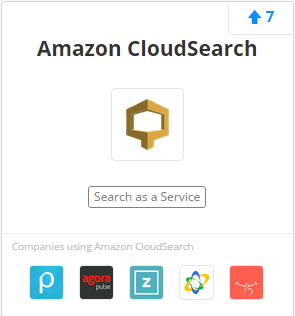 7
Amazon CloudSearch
Search as a Service
Companies using Amazon CloudSearch
p
agora
pulse
z